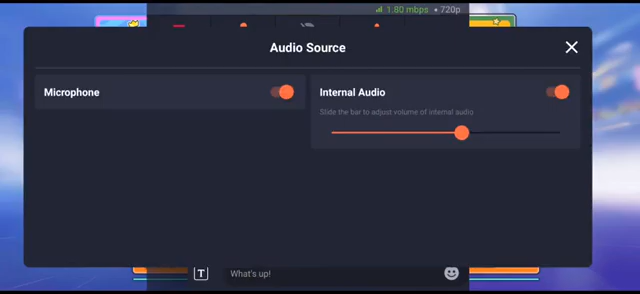 1.80 mbps • 720p
Audio Source
Microphone
Internal Audio
Slide the bar to adjust volume of internal audio
T
What's up!